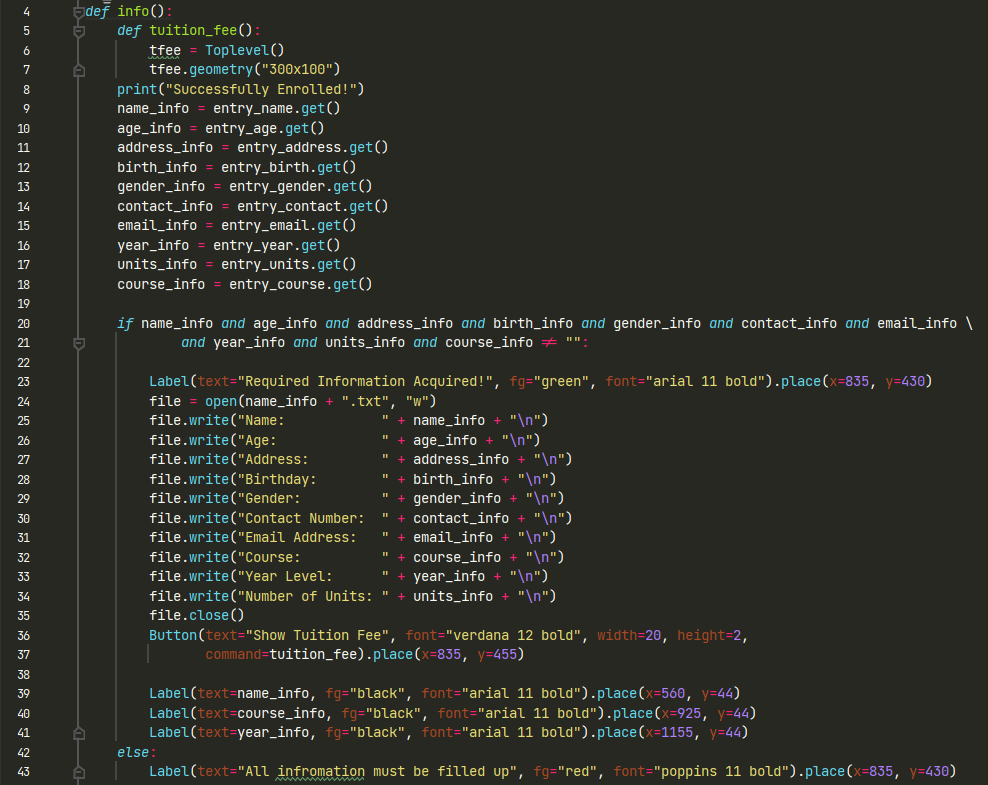 4 def info():
5     def tuition_fee():
6         tfee = Toplevel()
7         tfee.geometry("300x100")
8     print("Successfully Enrolled!")
9     name_info = entry_name.get()
10     age_info = entry_age.get()
11     address_info = entry_address.get()
12     birth_info = entry_birth.get()
13     gender_info = entry_gender.get()
14     contact_info = entry_contact.get()
15     email_info = entry_email.get()
16     year_info = entry_year.get()
17     units_info = entry_units.get()
18     course_info = entry_course.get()
19
20     if name_info and age_info and address_info and birth_info and gender_info and contact_info and email_info \
21             and year_info and units_info and course_info != "":
22
23         Label(text="Required Information Acquired!", fg="green", font="arial 11 bold").place(x=835, y=430)
24         file = open(name_info + ".txt", "w")
25         file.write("Name:            " + name_info + "\n")
26         file.write("Age:             " + age_info + "\n")
27         file.write("Address:         " + address_info + "\n")
28         file.write("Birthday:        " + birth_info + "\n")
29         file.write("Gender:          " + gender_info + "\n")
30         file.write("Contact Number:  " + contact_info + "\n")
31         file.write("Email Address:   " + email_info + "\n")
32         file.write("Course:          " + course_info + "\n")
33         file.write("Year Level:      " + year_info + "\n")
34         file.write("Number of Units: " + units_info + "\n")
35         file.close()
36         Button(text="Show Tuition Fee", font="verdana 12 bold", width=20, height=2,
37                command=tuition_fee).place(x=835, y=455)
38
39         Label(text=name_info, fg="black", font="arial 11 bold").place(x=560, y=44)
40         Label(text=course_info, fg="black", font="arial 11 bold").place(x=925, y=44)
41         Label(text=year_info, fg="black", font="arial 11 bold").place(x=1155, y=44)
42     else:
43         Label(text="All infromation must be filled up", fg="red", font="poppins 11 bold").place(x=835, y=430)